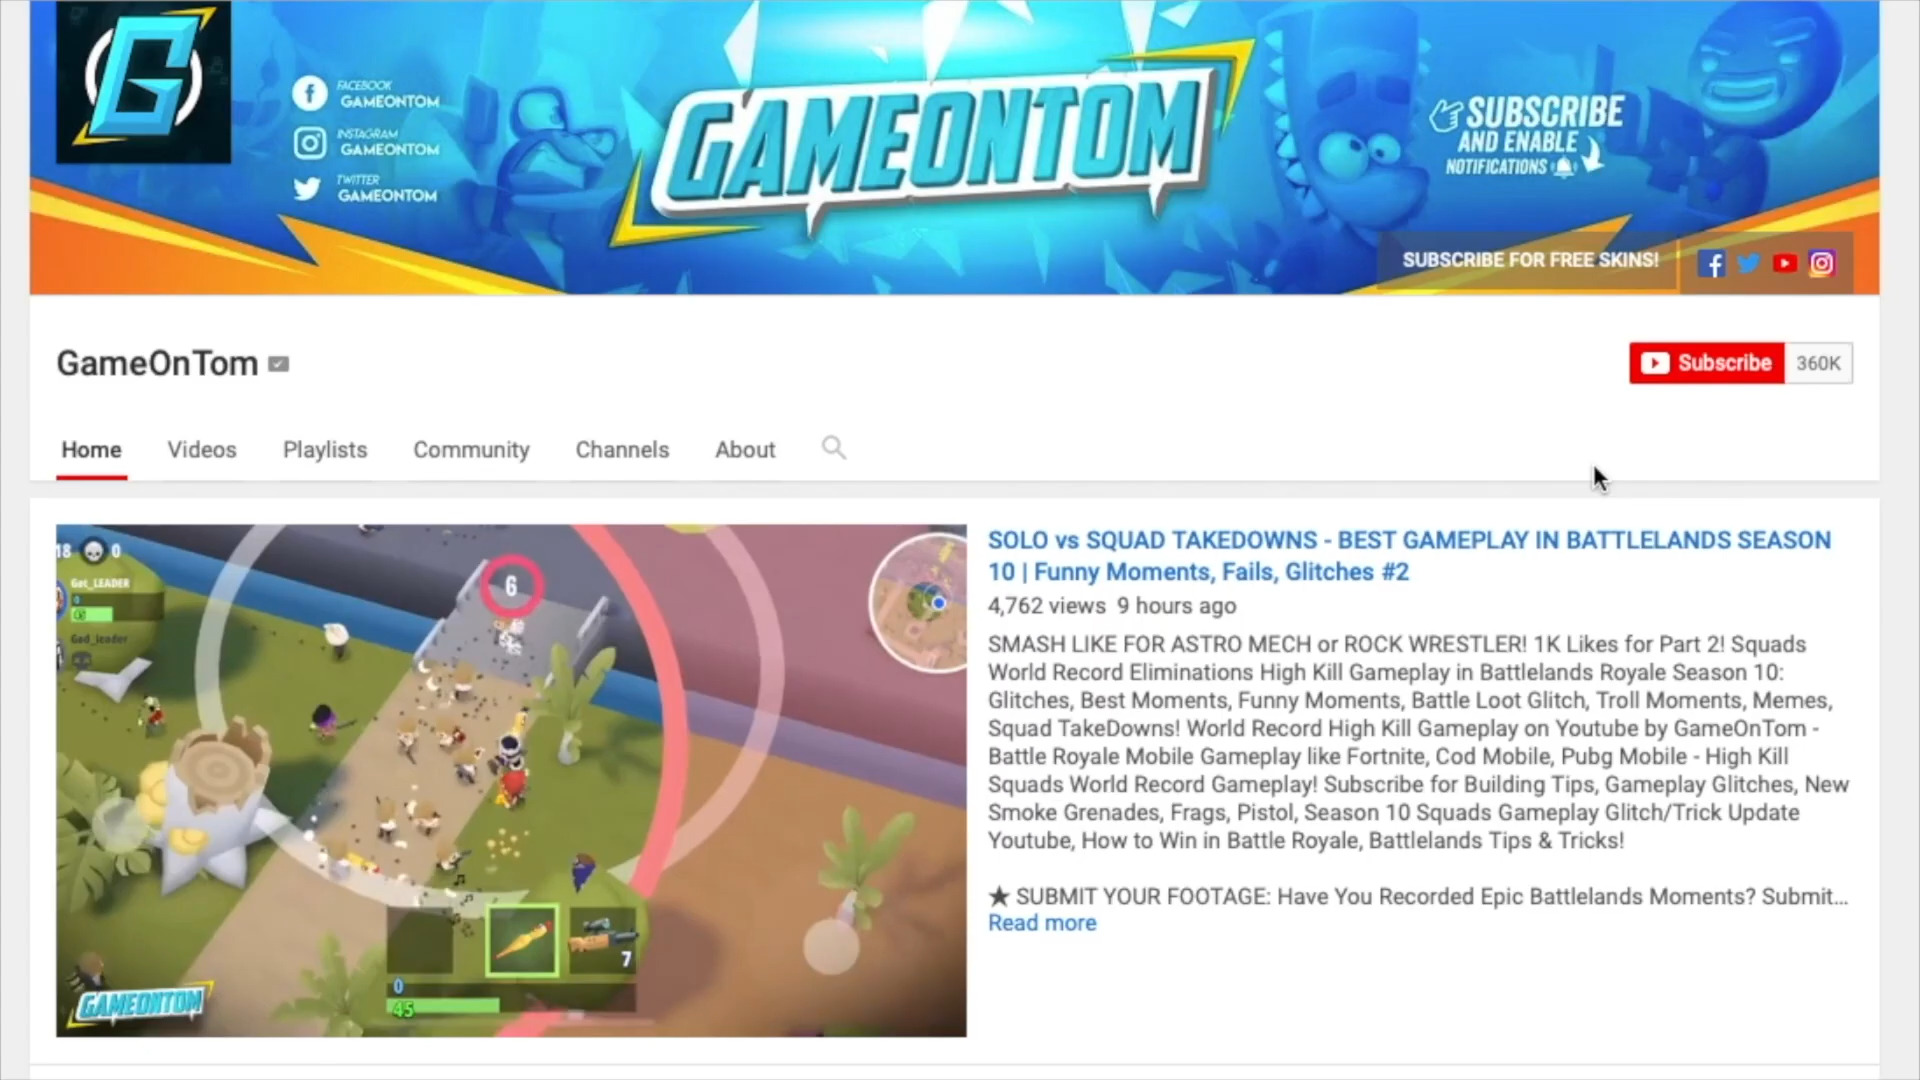 G
FACEBOOK
GAMEONTOM
INSTAGRAM
GAMEONTOM
TWITTER
GAMEONTOM
GAMEONTOM
SUBSCRIBE
AND ENABLE
NOTIFICATIONS
SUBSCRIBE FOR FREE SKINS!
GameOnTom
Subscribe 360K
Home Videos Playlists Community Channels About
18 0
Got_LEADER
0
God_leader
6
7
0
45
GAMEONTOM
SOLO vs SQUAD TAKEDOWNS - BEST GAMEPLAY IN BATTLELANDS SEASON
10 | Funny Moments, Fails, Glitches #2
4,762 views 9 hours ago
SMASH LIKE FOR ASTRO MECH or ROCK WRESTLER! 1K Likes for Part 2! Squads
World Record Eliminations High Kill Gameplay in Battlelands Royale Season 10:
Glitches, Best Moments, Funny Moments, Battle Loot Glitch, Troll Moments, Memes,
Squad TakeDowns! World Record High Kill Gameplay on Youtube by GameOnTom -
Battle Royale Mobile Gameplay like Fortnite, Cod Mobile, Pubg Mobile - High Kill
Squads World Record Gameplay! Subscribe for Building Tips, Gameplay Glitches, New
Smoke Grenades, Frags, Pistol, Season 10 Squads Gameplay Glitch/Trick Update
Youtube, How to Win in Battle Royale, Battlelands Tips & Tricks!
★ SUBMIT YOUR FOOTAGE: Have You Recorded Epic Battlelands Moments? Submit...
Read more